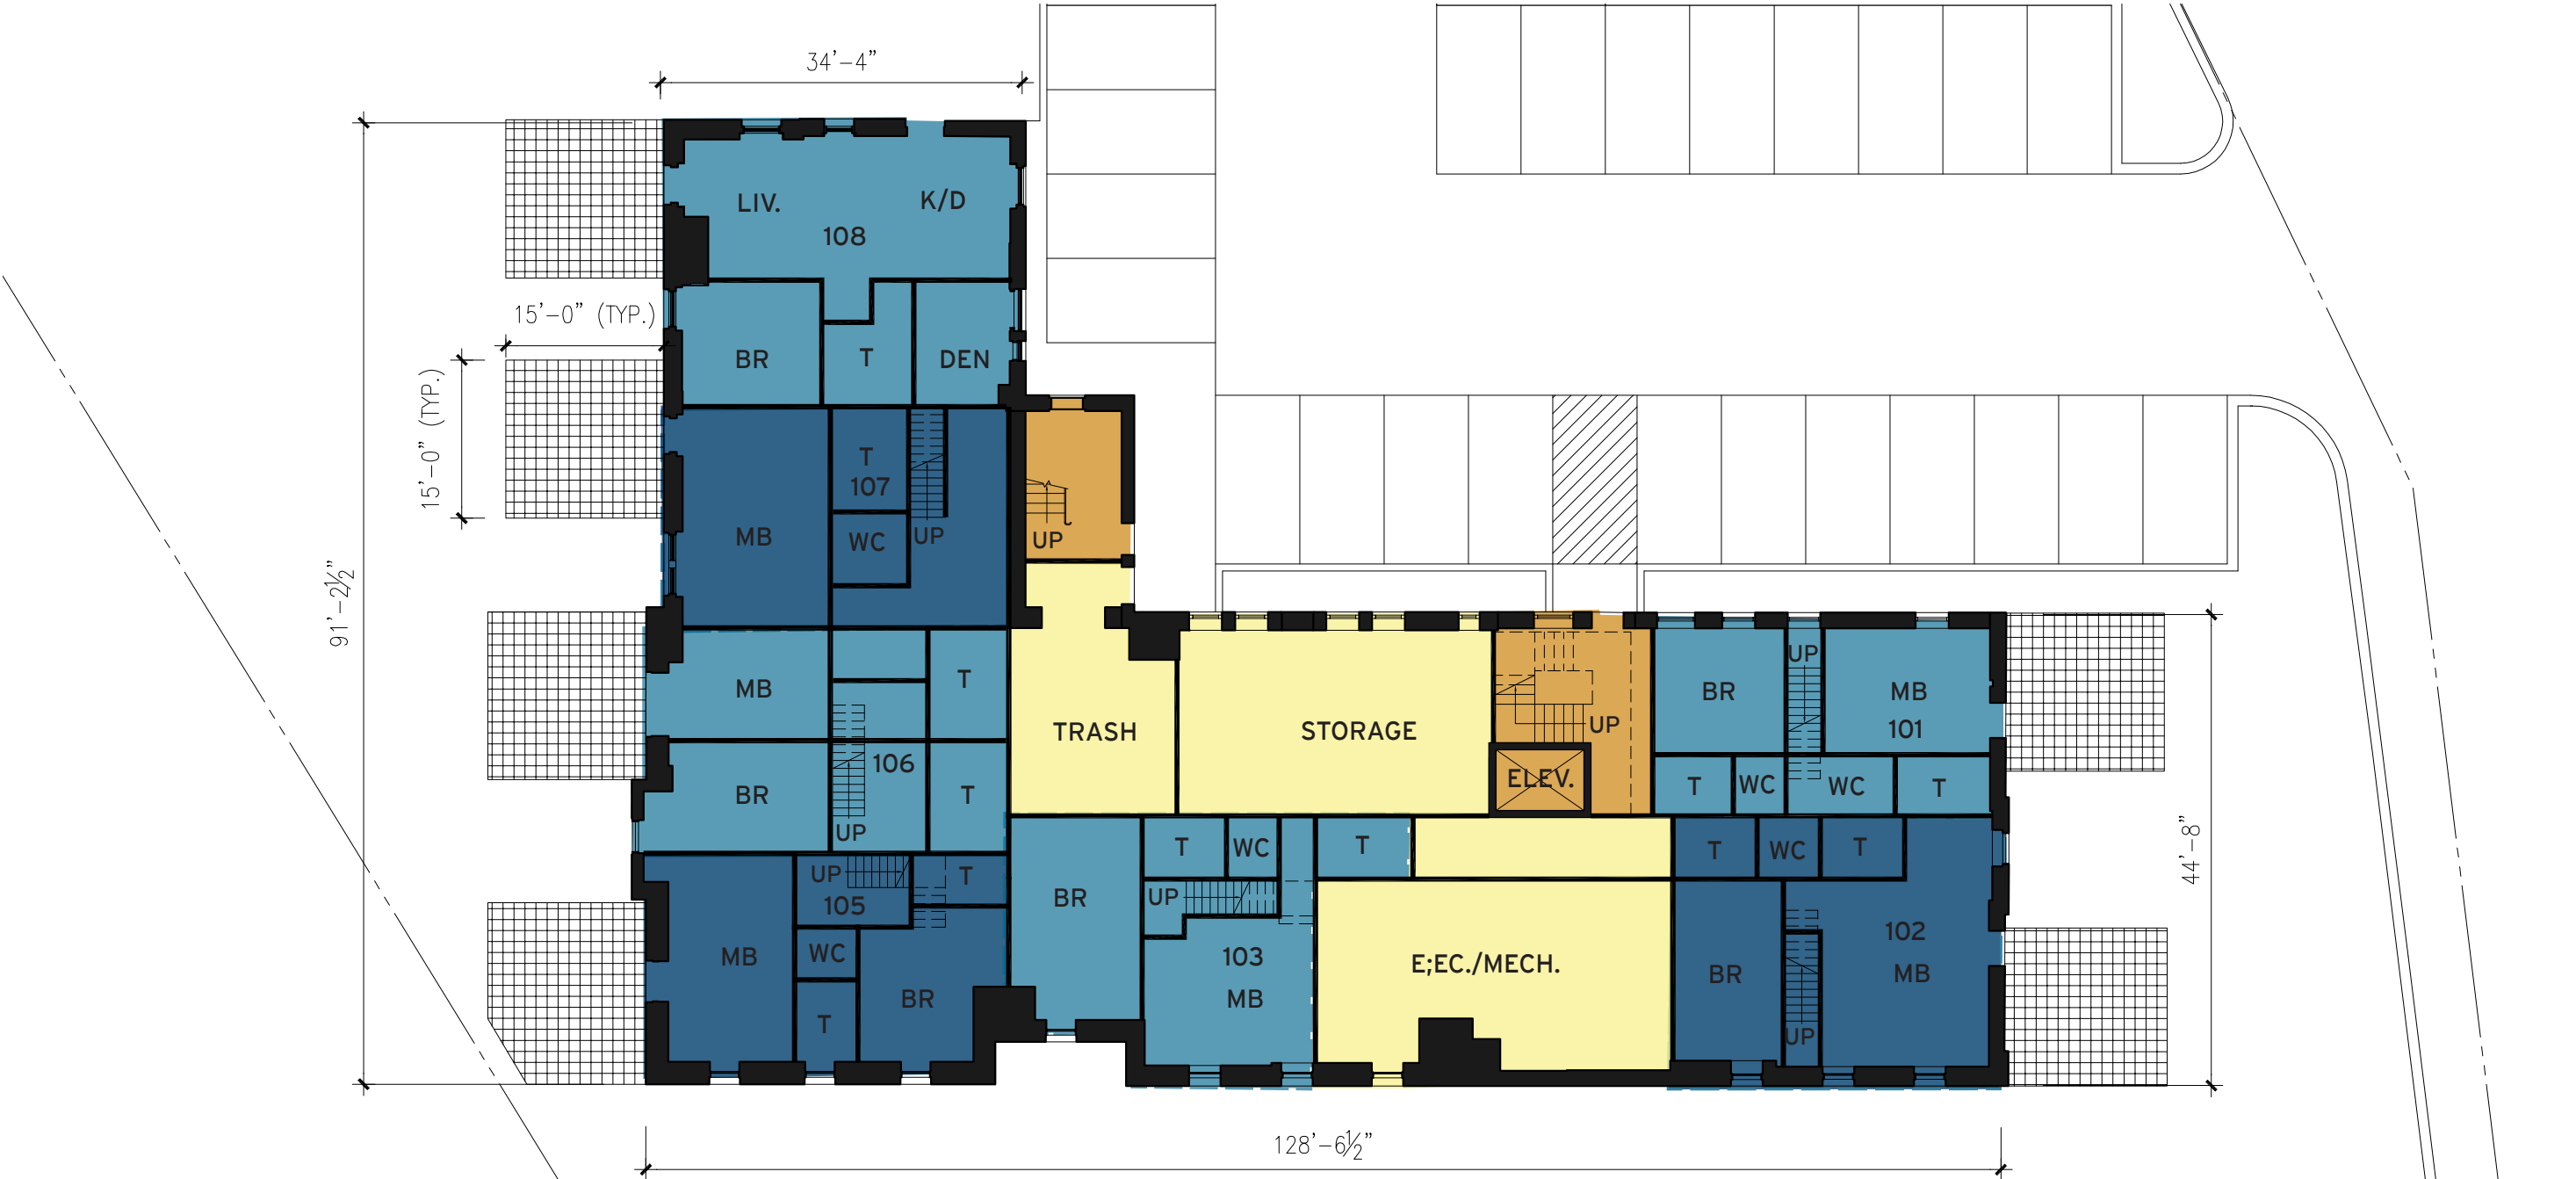 34'-4"
LIV.
K/D
108
15'-0" (TYP.)
BR
T
DEN
15'-0" (TYP.)
T
107
MB
WC
UP
UP
91'-2½"
MB
T
106
BR
T
UP
UP
105
T
MB
WC
BR
T
TRASH
STORAGE
UP
ELEV.
BR
UP
MB
101
T
WC
WC
T
BR
T
WC
UP
103
MB
T
E;EC./MECH.
T
WC
T
102
BR
MB
UP
44'-8"
128'-6½"